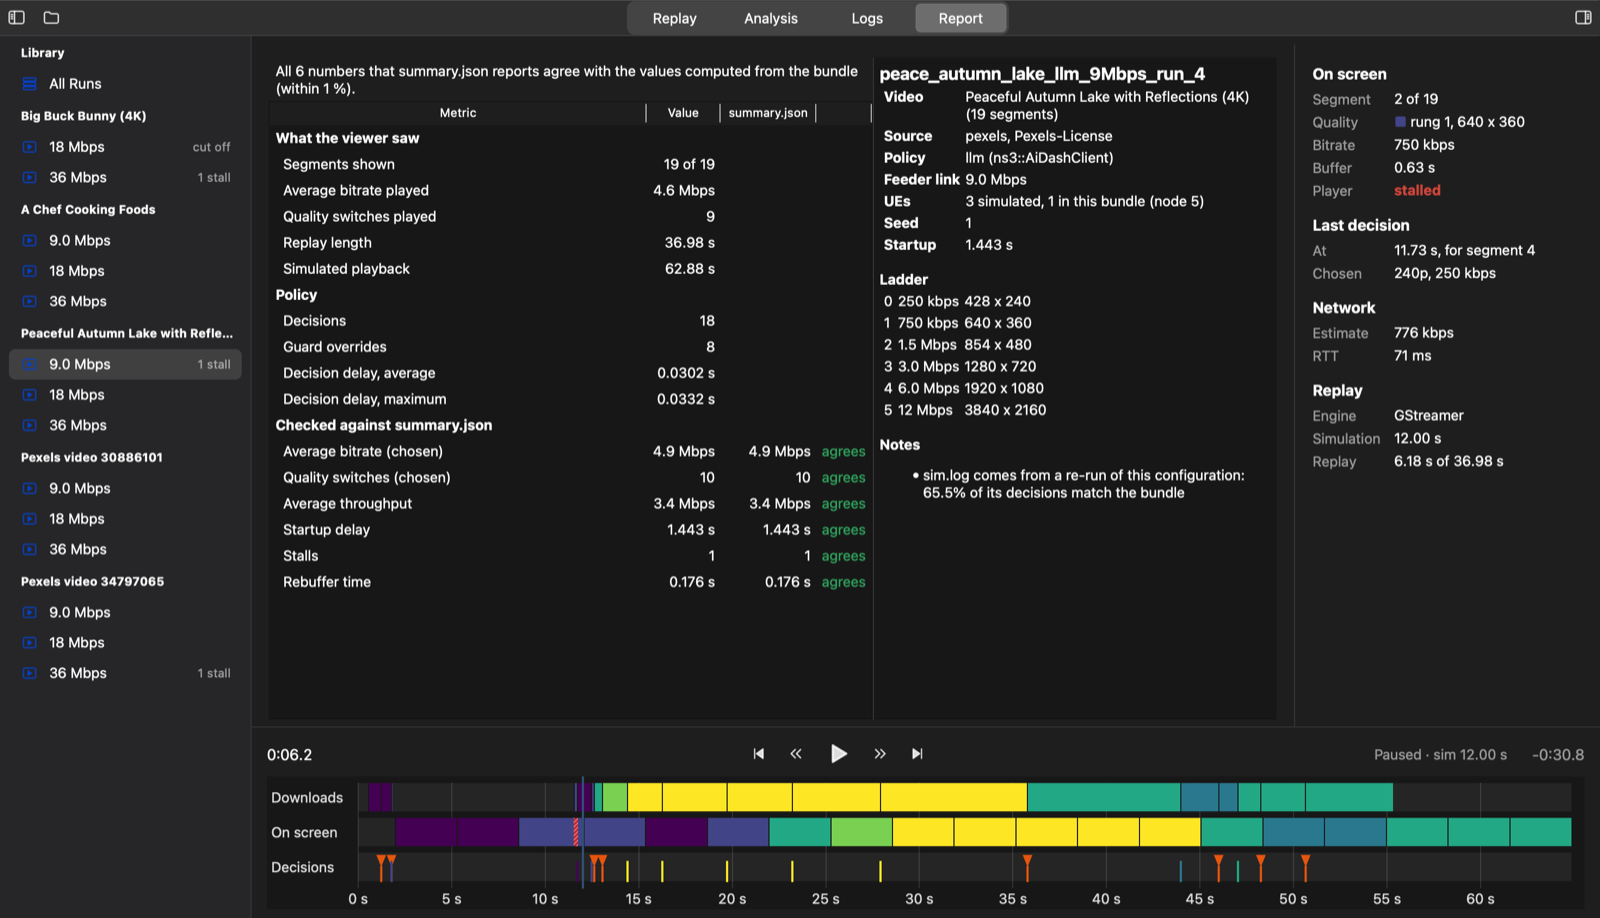 Replay
Analysis
Logs
Report
Library
All Runs
Big Buck Bunny (4K)
18 Mbps cut off
36 Mbps 1 stall
A Chef Cooking Foods
9.0 Mbps
18 Mbps
36 Mbps
Peaceful Autumn Lake with Refle...
9.0 Mbps 1 stall
18 Mbps
36 Mbps
Pexels video 30886101
9.0 Mbps
18 Mbps
36 Mbps
Pexels video 34797065
9.0 Mbps
18 Mbps
36 Mbps 1 stall
All 6 numbers that summary.json reports agree with the values computed from the bundle
(within 1 %).
Metric Value summary.json
What the viewer saw
Segments shown 19 of 19
Average bitrate played 4.6 Mbps
Quality switches played 9
Replay length 36.98 s
Simulated playback 62.88 s
Policy
Decisions 18
Guard overrides 8
Decision delay, average 0.0302 s
Decision delay, maximum 0.0332 s
Checked against summary.json
Average bitrate (chosen) 4.9 Mbps 4.9 Mbps agrees
Quality switches (chosen) 10 10 agrees
Average throughput 3.4 Mbps 3.4 Mbps agrees
Startup delay 1.443 s 1.443 s agrees
Stalls 1 1 agrees
Rebuffer time 0.176 s 0.176 s agrees
peace_autumn_lake_llm_9Mbps_run_4
Video Peaceful Autumn Lake with Reflections (4K)
(19 segments)
Source pexels, Pexels-License
Policy llm (ns3::AiDashClient)
Feeder link 9.0 Mbps
UEs 3 simulated, 1 in this bundle (node 5)
Seed 1
Startup 1.443 s
Ladder
0 250 kbps 428 x 240
1 750 kbps 640 x 360
2 1.5 Mbps 854 x 480
3 3.0 Mbps 1280 x 720
4 6.0 Mbps 1920 x 1080
5 12 Mbps 3840 x 2160
Notes
• sim.log comes from a re-run of this configuration:
65.5% of its decisions match the bundle
On screen
Segment 2 of 19
Quality rung 1, 640 x 360
Bitrate 750 kbps
Buffer 0.63 s
Player stalled
Last decision
At 11.73 s, for segment 4
Chosen 240p, 250 kbps
Network
Estimate 776 kbps
RTT 71 ms
Replay
Engine GStreamer
Simulation 12.00 s
Replay 6.18 s of 36.98 s
0:06.2
Paused · sim 12.00 s -0:30.8
Downloads
On screen
Decisions
0 s 5 s 10 s 15 s 20 s 25 s 30 s 35 s 40 s 45 s 50 s 55 s 60 s